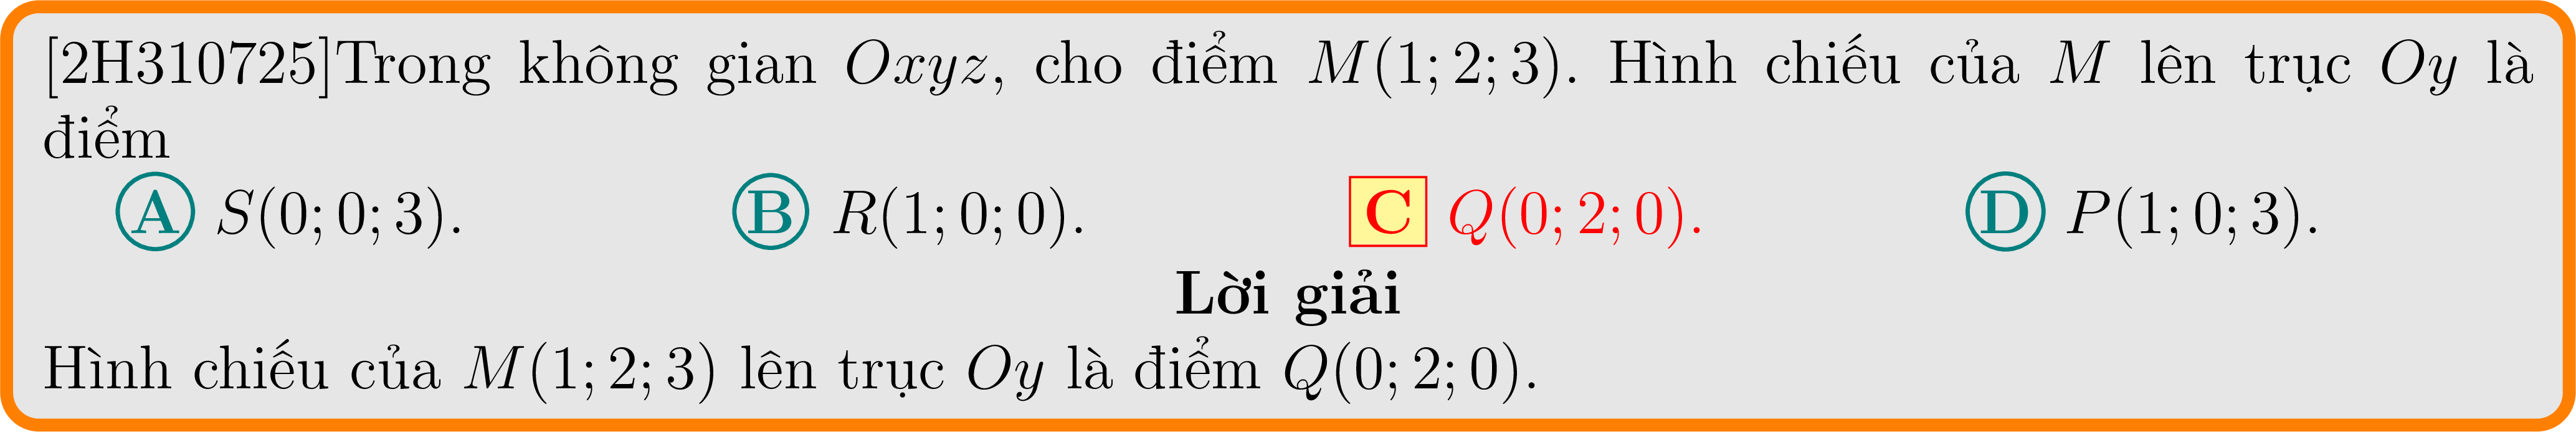 [2H310725]Trong không gian Oxyz, cho điểm M(1; 2; 3). Hình chiếu của M lên trục Oy là
điểm
A S(0; 0; 3). B R(1; 0; 0). C Q(0; 2; 0). D P(1; 0; 3).
Lời giải
Hình chiếu của M(1; 2; 3) lên trục Oy là điểm Q(0; 2; 0).